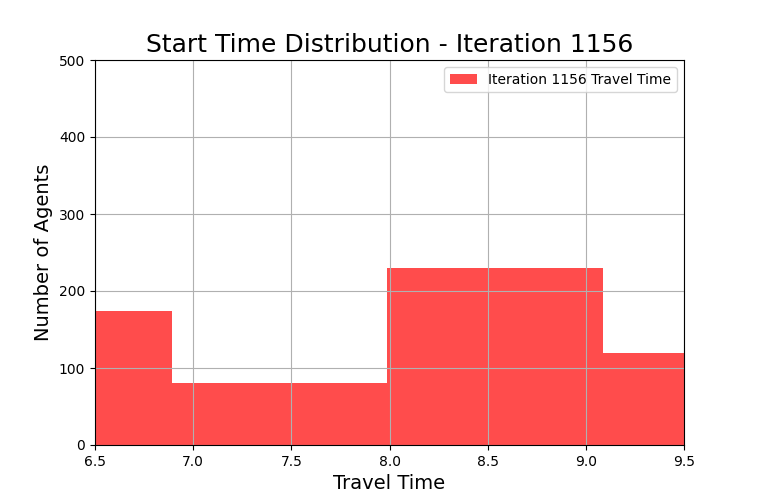 Start Time Distribution - Iteration 1156
Iteration 1156 Travel Time
Number of Agents
500
400
300
200
100
0
6.5 7.0 7.5 8.0 8.5 9.0 9.5
Travel Time